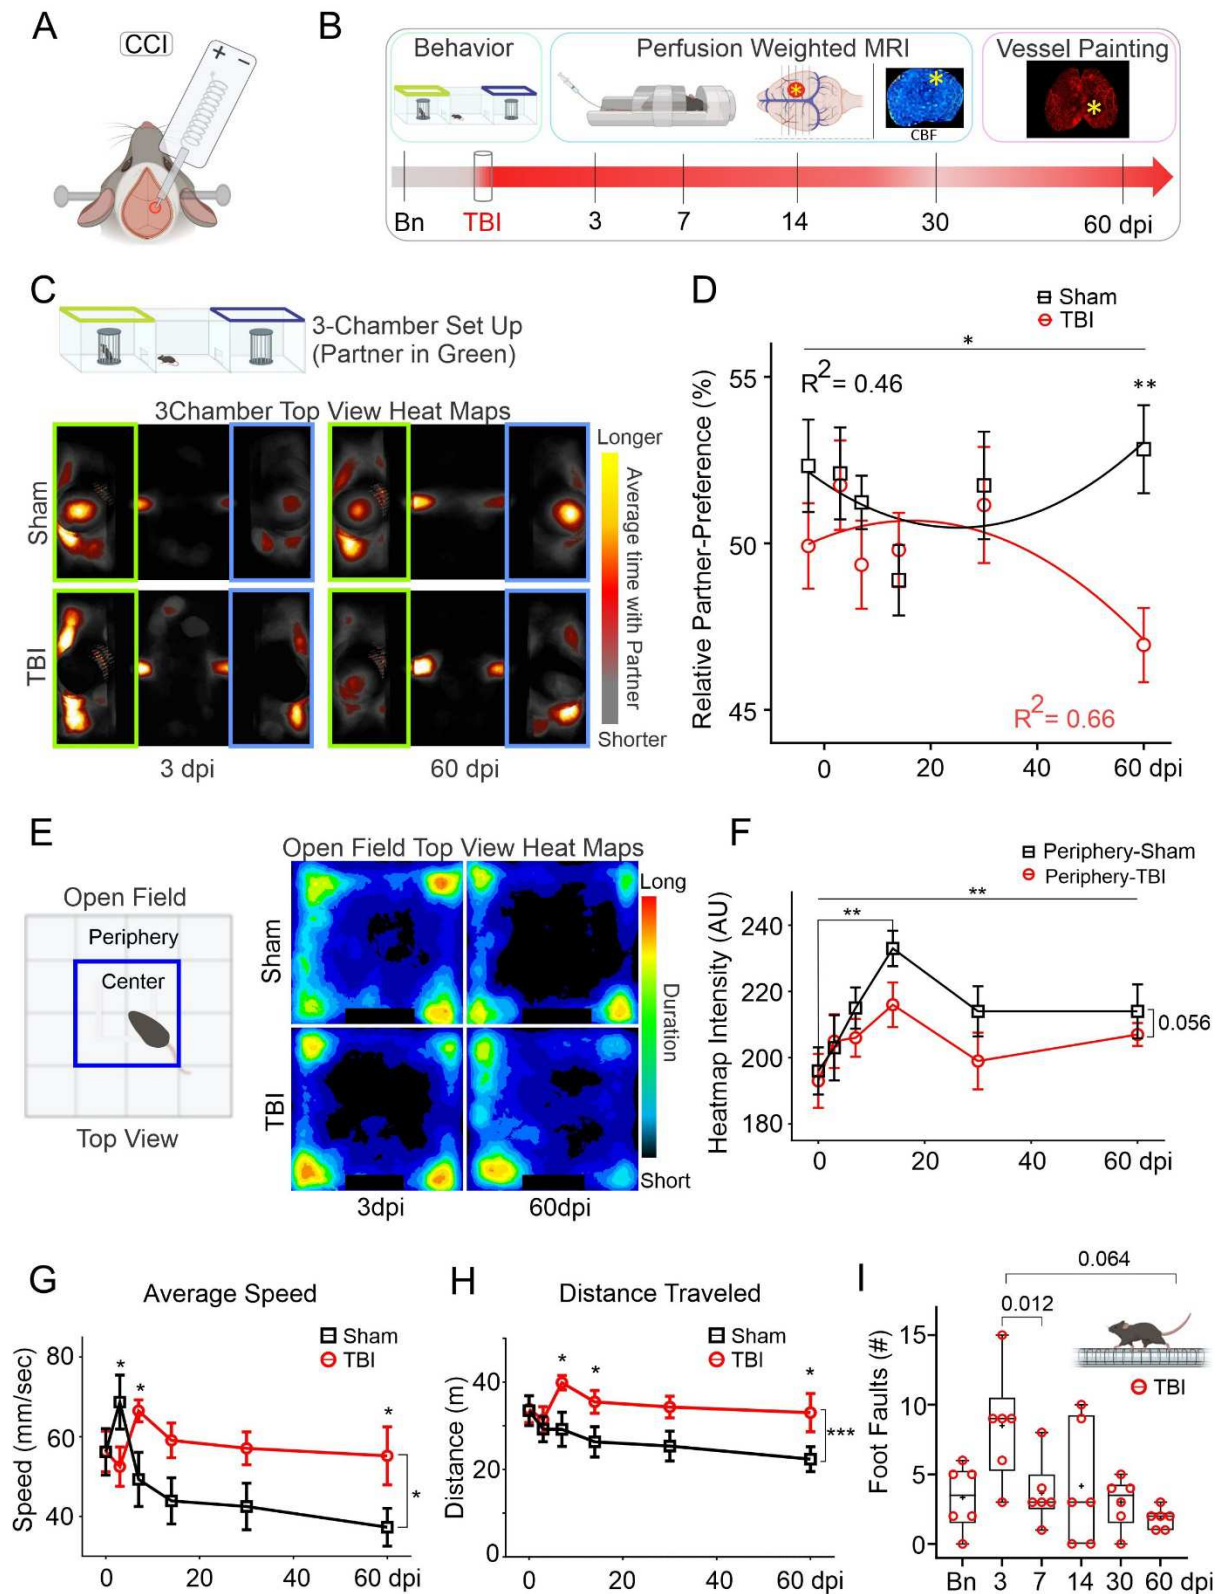 A
CCI
+ −
B
Behavior
Perfusion Weighted MRI
Vessel Painting
*
*
CBF
*
Bn
TBI
3
7
14
30
60 dpi
C
3-Chamber Set Up
(Partner in Green)
3Chamber Top View Heat Maps
Sham
TBI
3 dpi
60 dpi
Longer
Average time with Partner
Shorter
D
Sham
TBI
*
R2= 0.46
**
R2= 0.66
Relative Partner-Preference (%)
55
50
45
0
20
40
60 dpi
E
Open Field
Periphery
Center
Top View
Open Field Top View Heat Maps
Sham
TBI
3dpi
60dpi
Long
Duration
Short
F
Periphery-Sham
Periphery-TBI
**
**
0.056
Heatmap Intensity (AU)
240
220
200
180
0
20
40
60 dpi
G
Average Speed
Sham
TBI
*
*
*
*
Speed (mm/sec)
80
60
40
0
20
40
60 dpi
H
Distance Traveled
Sham
TBI
*
*
*
***
Distance (m)
40
20
0
0
20
40
60 dpi
I
0.064
0.012
TBI
Foot Faults (#)
15
10
5
0
Bn
3
7
14
30
60 dpi